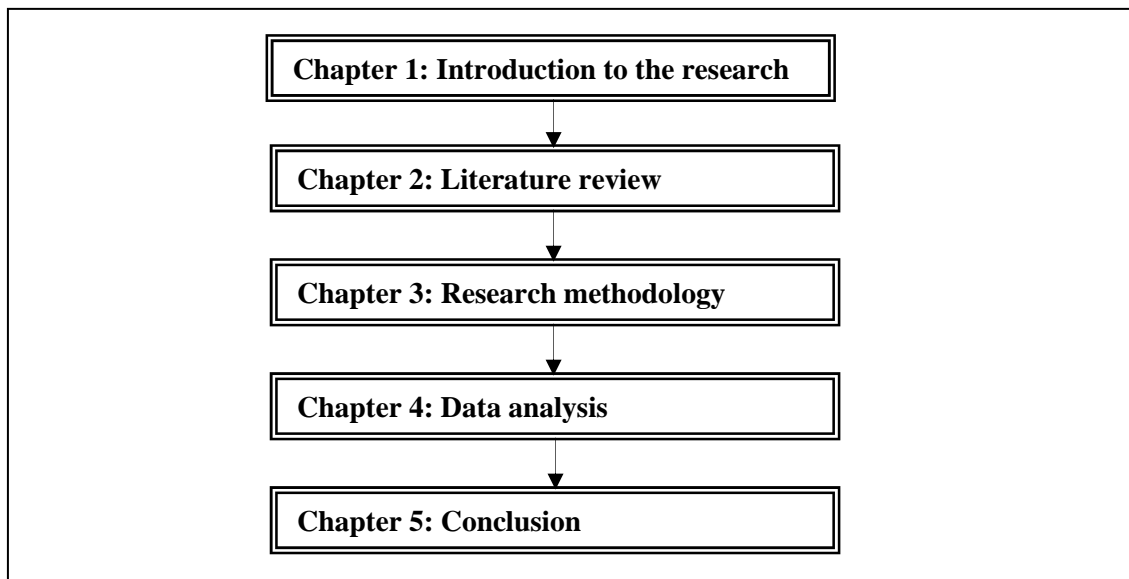 Chapter 1: Introduction to the research
Chapter 2: Literature review
Chapter 3: Research methodology
Chapter 4: Data analysis
Chapter 5: Conclusion